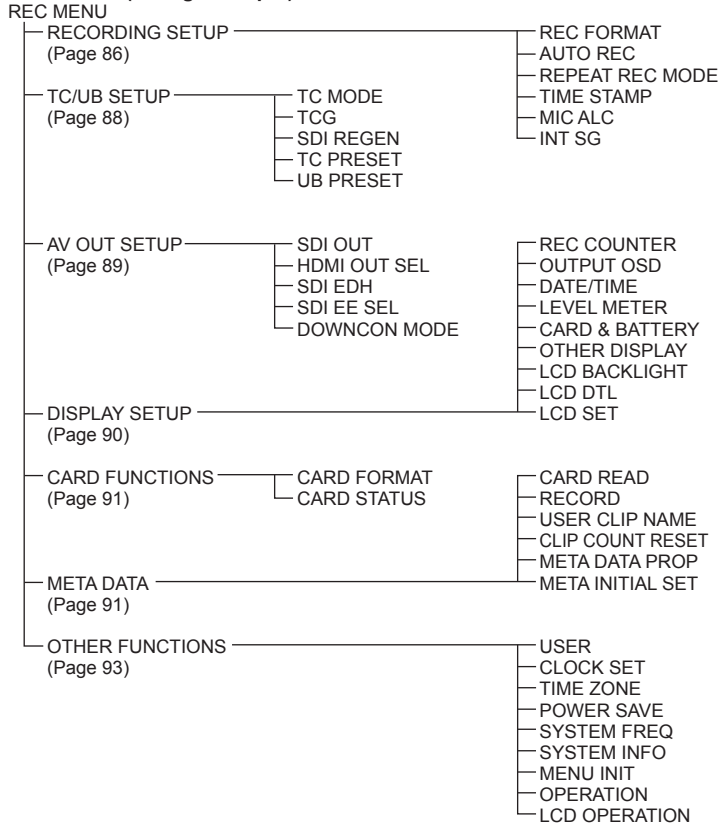 REC MENU
RECORDING SETUP
(Page 86)
REC FORMAT
AUTO REC
REPEAT REC MODE
TIME STAMP
MIC ALC
INT SG
TC/UB SETUP
(Page 88)
TC MODE
TCG
SDI REGEN
TC PRESET
UB PRESET
AV OUT SETUP
(Page 89)
SDI OUT
HDMI OUT SEL
SDI EDH
SDI EE SEL
DOWNCON MODE
DISPLAY SETUP
(Page 90)
REC COUNTER
OUTPUT OSD
DATE/TIME
LEVEL METER
CARD & BATTERY
OTHER DISPLAY
LCD BACKLIGHT
LCD DTL
LCD SET
CARD FUNCTIONS
(Page 91)
CARD FORMAT
CARD STATUS
META DATA
(Page 91)
CARD READ
RECORD
USER CLIP NAME
CLIP COUNT RESET
META DATA PROP
META INITIAL SET
OTHER FUNCTIONS
(Page 93)
USER
CLOCK SET
TIME ZONE
POWER SAVE
SYSTEM FREQ
SYSTEM INFO
MENU INIT
OPERATION
LCD OPERATION